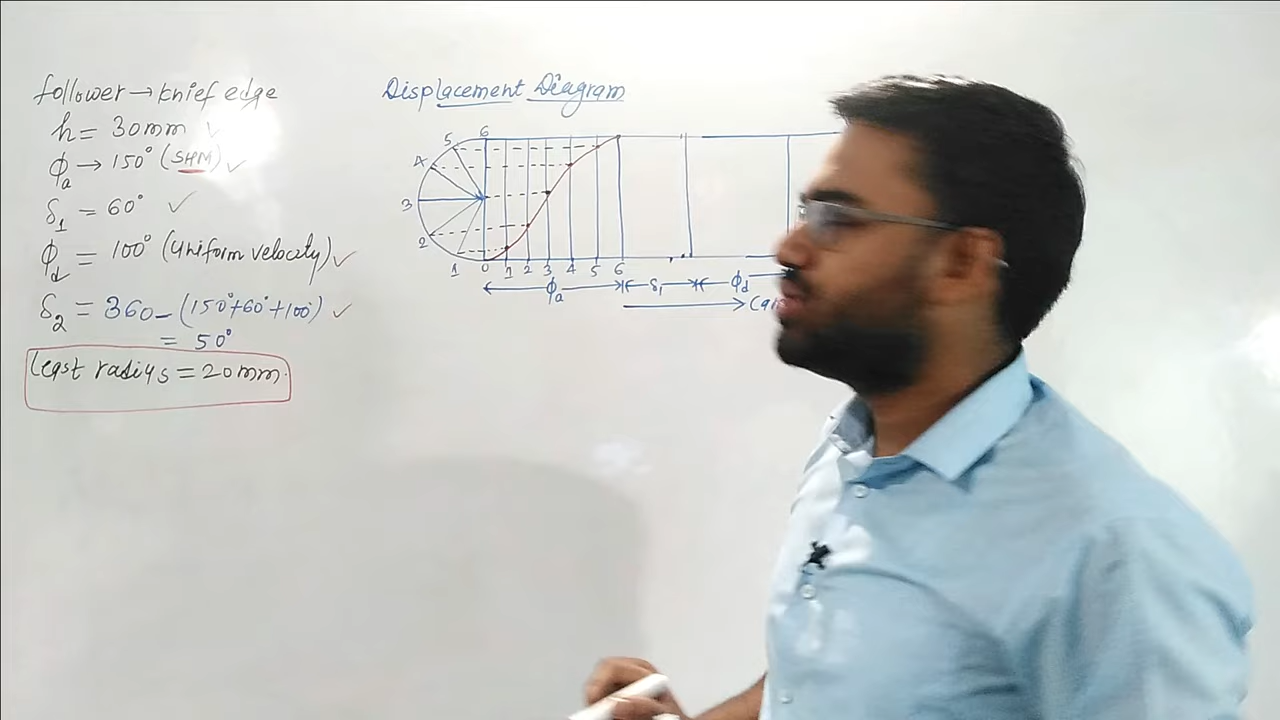 follower → knief edge
h = 30mm ✓
ϕa → 150° (SHM) ✓
δ1 = 60° ✓
ϕd = 100° (Uniform velocity) ✓
δ2 = 360 - (150°+60°+100°) ✓
= 50°
Least radius = 20mm.
Displacement Diagram
6
5
4
3
2
1 0 1 2 3 4 5 6
ϕa δ1 ϕd